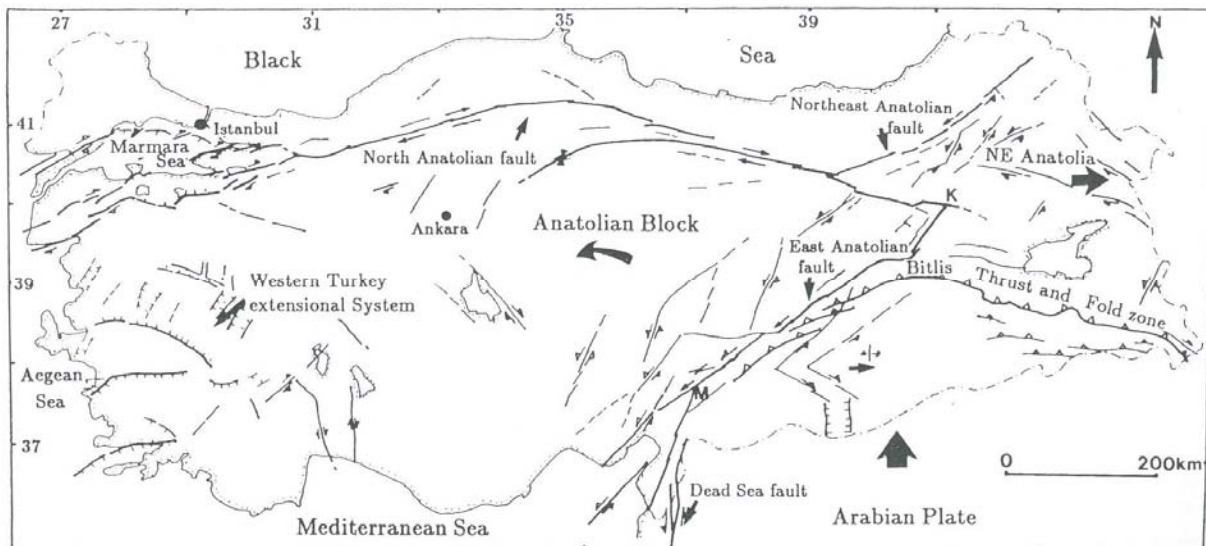 27
31
35
39
N
Black
Sea
41
Istanbul
Marmara
Sea
North Anatolian fault
Northeast Anatolian
fault
NE Anatolia
K
Ankara
Anatolian Block
East Anatolian
fault
Bitlis
Thrust and Fold zone
39
Western Turkey
extensional System
Aegean
Sea
M
37
0
200km
Dead Sea fault
Mediterranean Sea
Arabian Plate